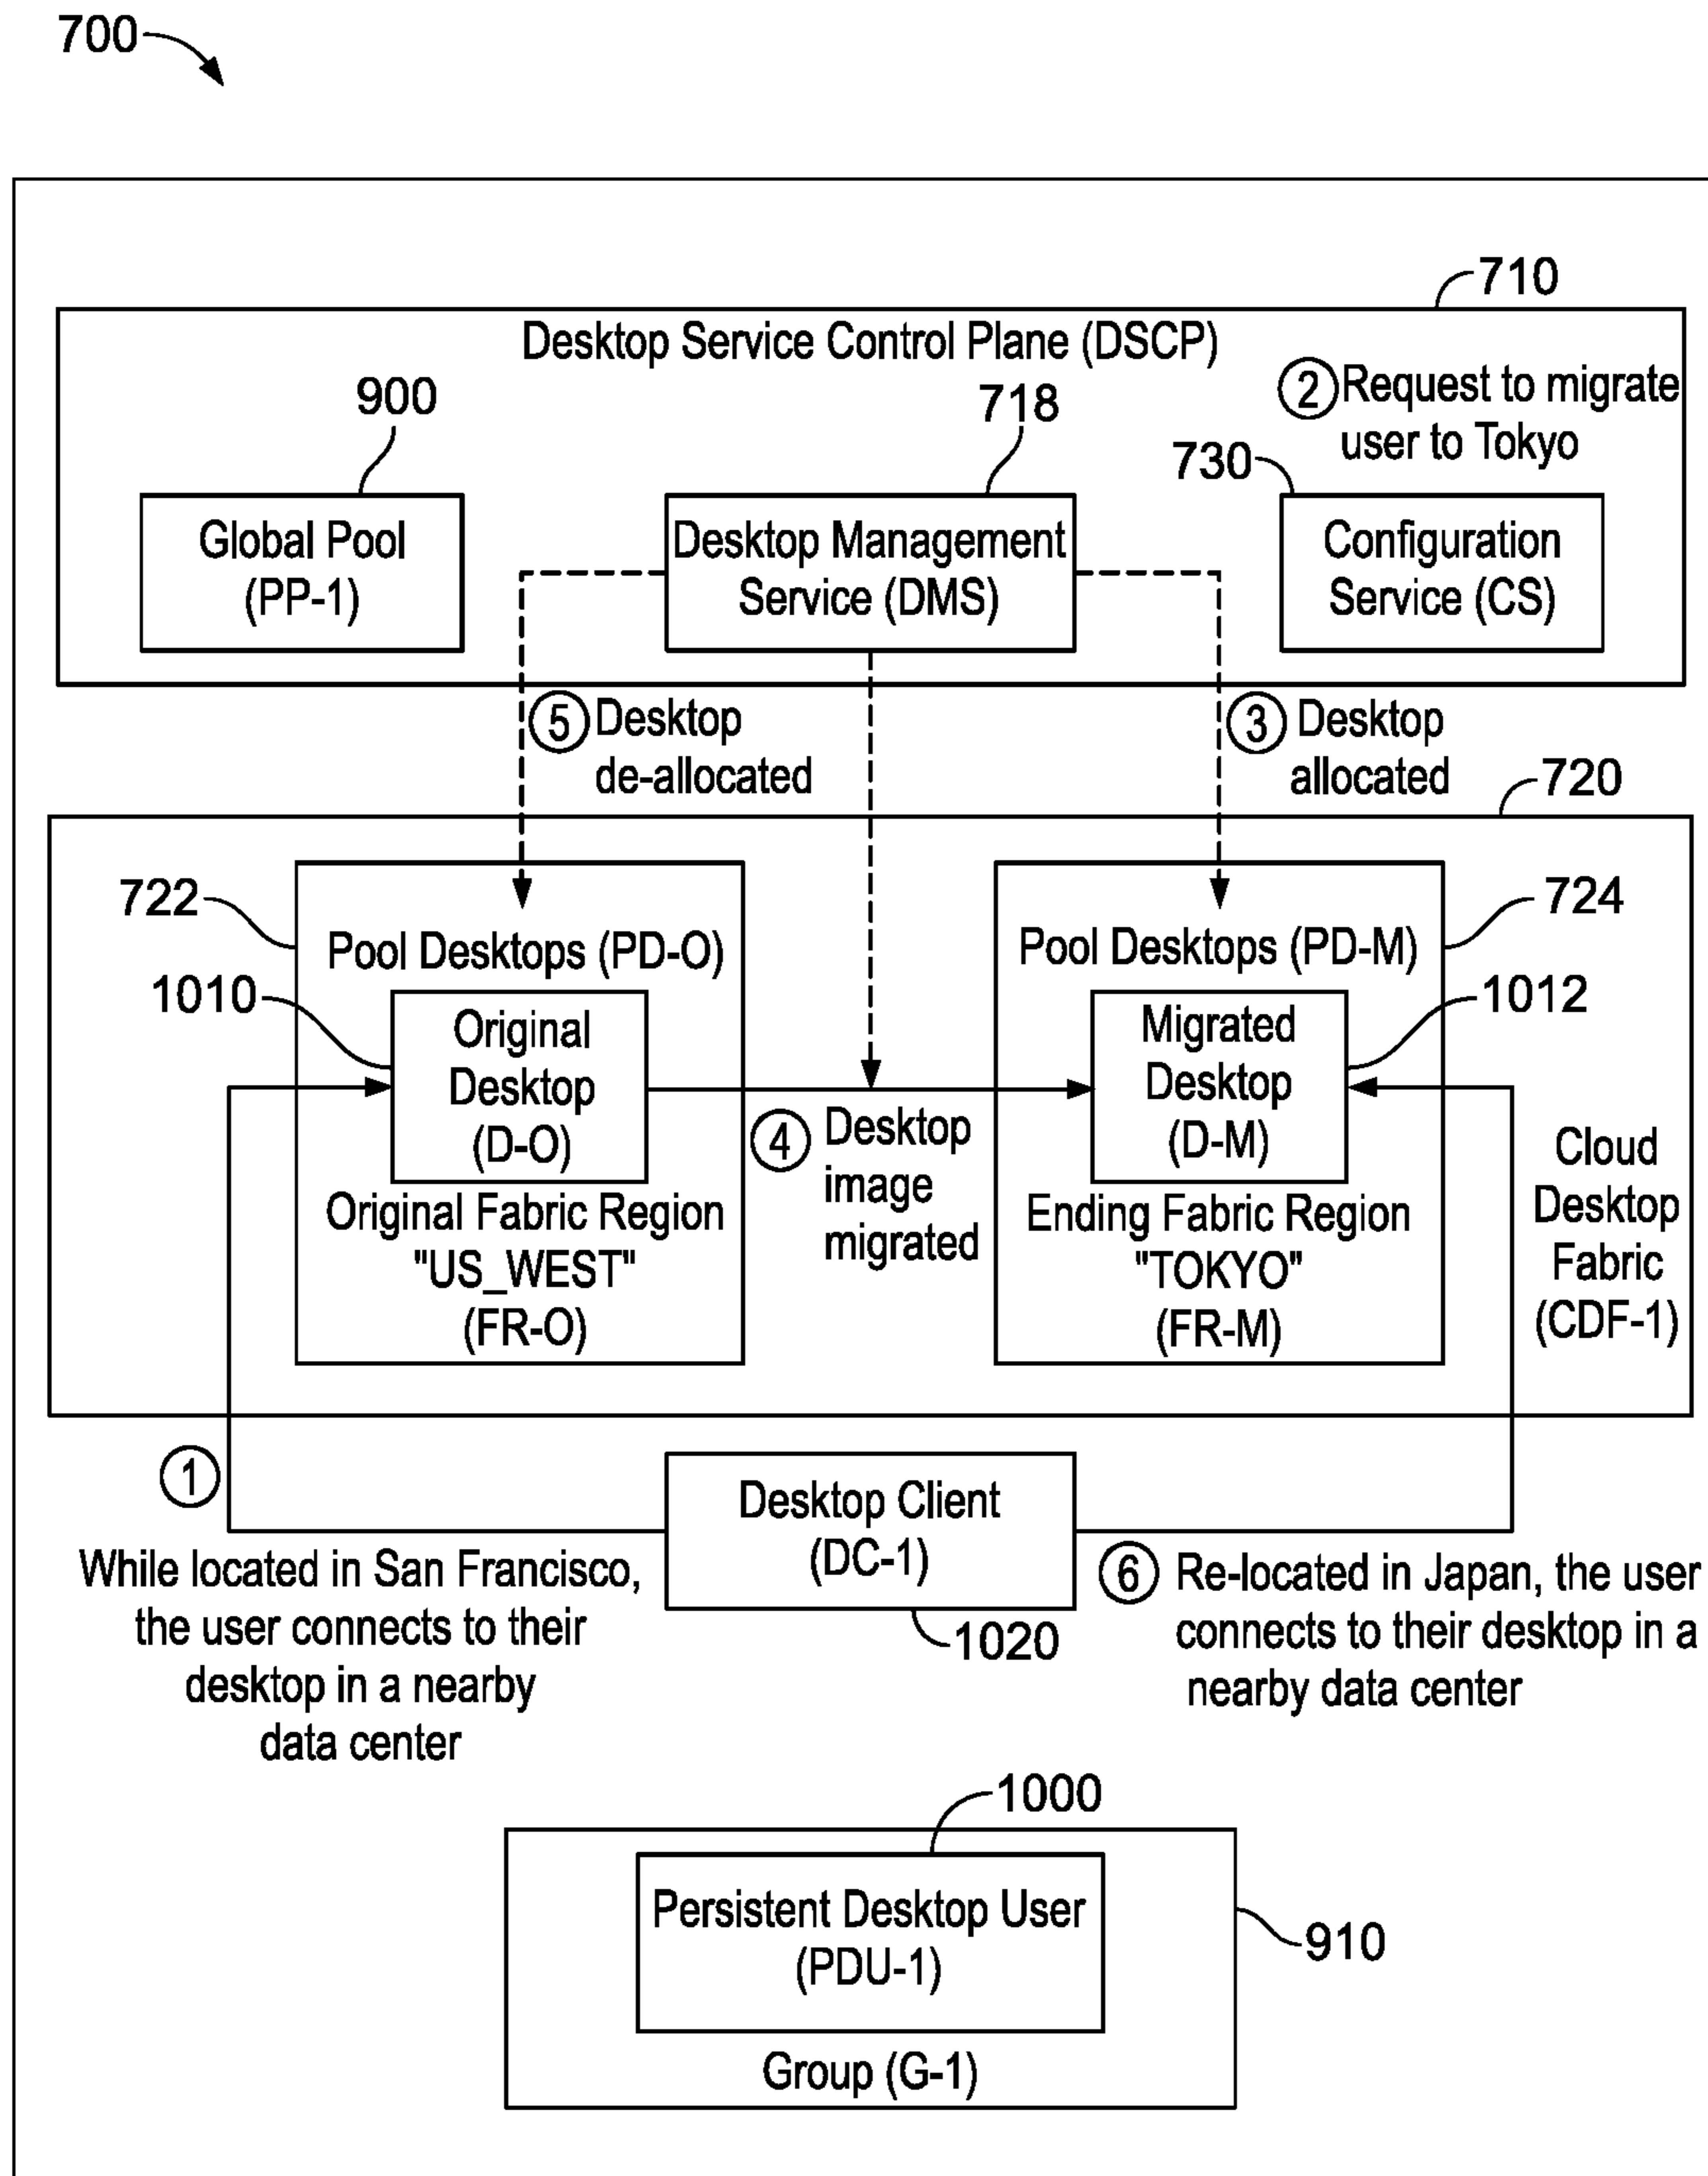 700
710
Desktop Service Control Plane (DSCP)
900
718
② Request to migrate
user to Tokyo
730
Global Pool
(PP-1)
Desktop Management
Service (DMS)
Configuration
Service (CS)
⑤ Desktop
de-allocated
③ Desktop
allocated
720
722
724
Pool Desktops (PD-O)
Pool Desktops (PD-M)
1010
1012
Original
Desktop
(D-O)
Migrated
Desktop
(D-M)
④ Desktop
image
migrated
Original Fabric Region
"US_WEST"
(FR-O)
Ending Fabric Region
"TOKYO"
(FR-M)
Cloud
Desktop
Fabric
(CDF-1)
①
While located in San Francisco,
the user connects to their
desktop in a nearby
data center
Desktop Client
(DC-1)
1020
⑥ Re-located in Japan, the user
connects to their desktop in a
nearby data center
1000
Persistent Desktop User
(PDU-1)
910
Group (G-1)